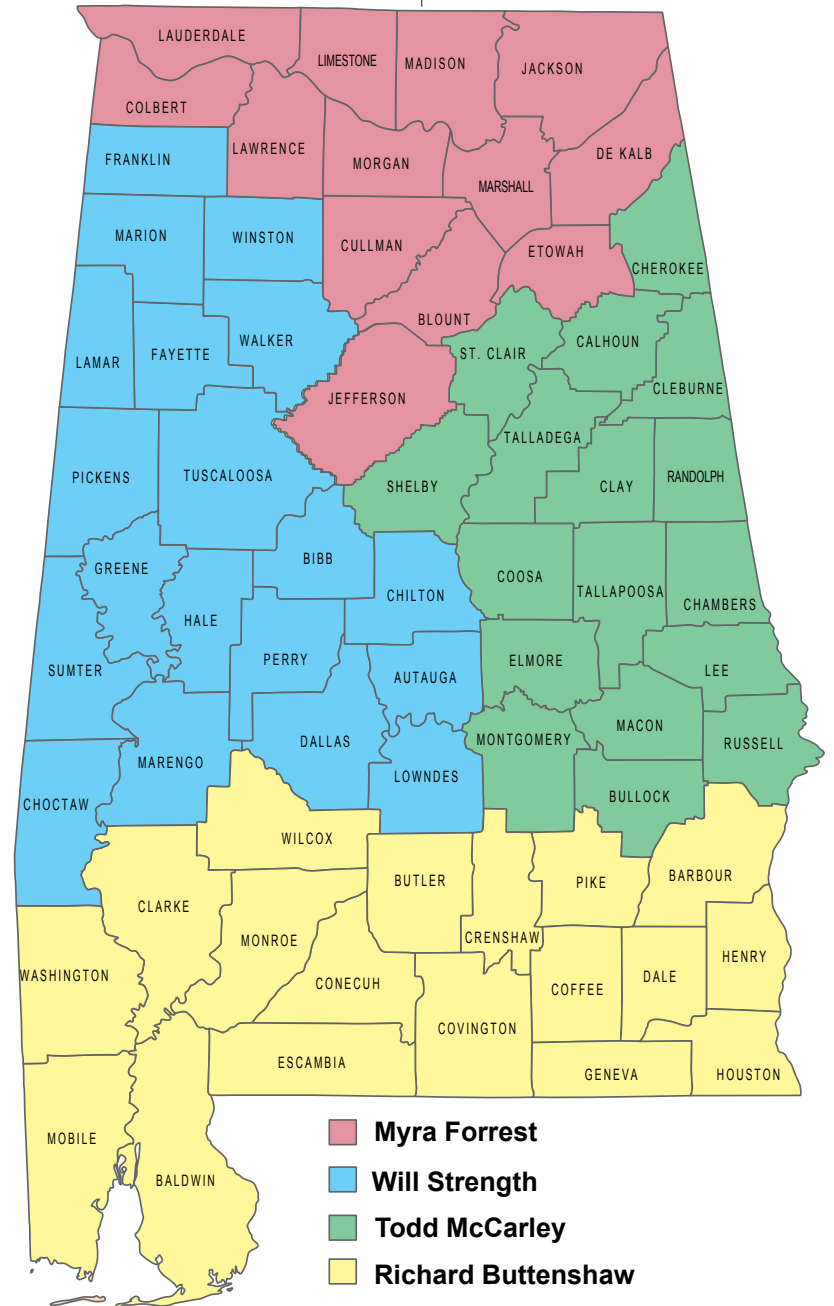 LAUDERDALE
LIMESTONE
MADISON
JACKSON
COLBERT
FRANKLIN
LAWRENCE
MORGAN
MARSHALL
DE KALB
MARION
WINSTON
CULLMAN
ETOWAH
CHEROKEE
BLOUNT
LAMAR
FAYETTE
WALKER
ST. CLAIR
CALHOUN
CLEBURNE
JEFFERSON
TALLADEGA
PICKENS
TUSCALOOSA
SHELBY
CLAY
RANDOLPH
GREENE
BIBB
CHILTON
COOSA
TALLAPOOSA
CHAMBERS
HALE
SUMTER
PERRY
AUTAUGA
ELMORE
LEE
MARENGO
DALLAS
MONTGOMERY
MACON
RUSSELL
CHOCTAW
LOWNDES
BULLOCK
WILCOX
CLARKE
BUTLER
PIKE
BARBOUR
MONROE
CRENSHAW
WASHINGTON
CONECUH
COFFEE
DALE
HENRY
COVINGTON
ESCAMBIA
GENEVA
HOUSTON
MOBILE
BALDWIN
Myra Forrest
Will Strength
Todd McCarley
Richard Buttenshaw